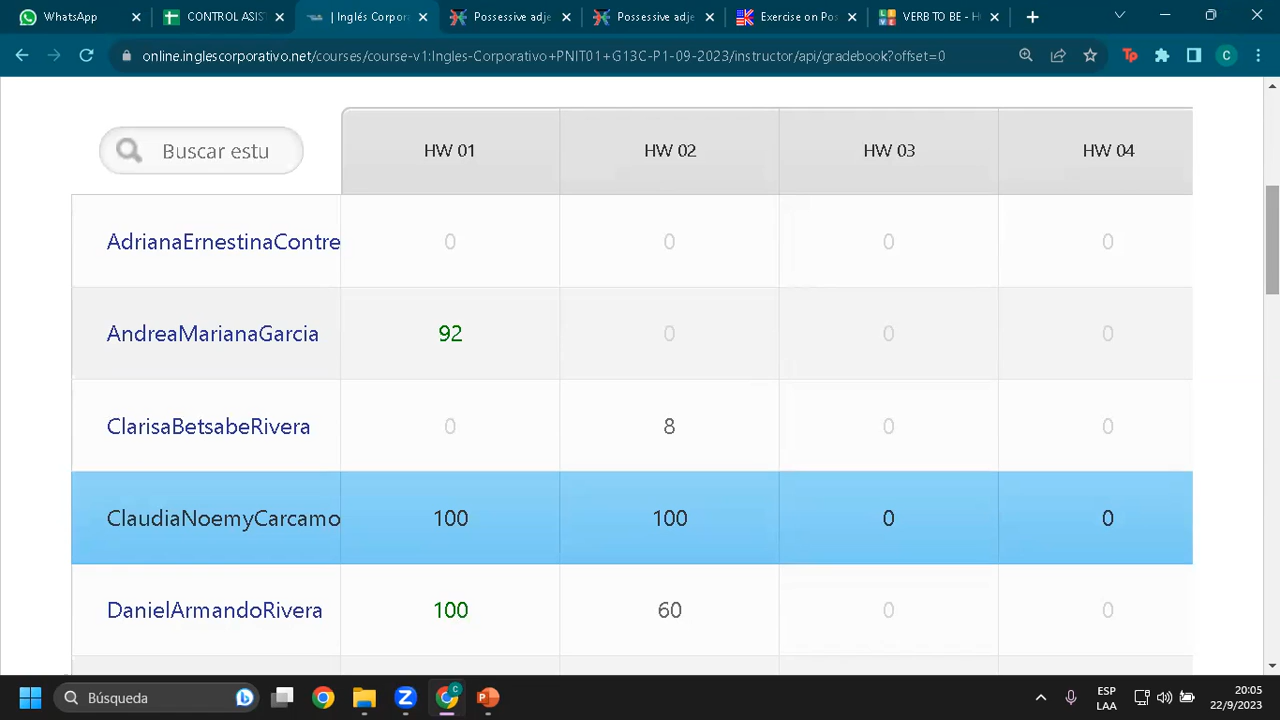 WhatsApp
CONTROL ASIS
| Inglés Corpora
Possessive adje
Possessive adje
Exercise on Pos
VERB TO BE - H
online.inglescorporativo.net/courses/course-v1:Ingles-Corporativo+PNIT01+G13C-P1-09-2023/instructor/api/gradebook?offset=0
Tp
C
Buscar estu
HW 01
HW 02
HW 03
HW 04
AdrianaErnestinaContre
0
0
0
0
AndreaMarianaGarcia
92
0
0
0
ClarisaBetsabeRivera
0
8
0
0
ClaudiaNoemyCarcamo
100
100
0
0
DanielArmandoRivera
100
60
0
0
Búsqueda
ESP
LAA
20:05
22/9/2023